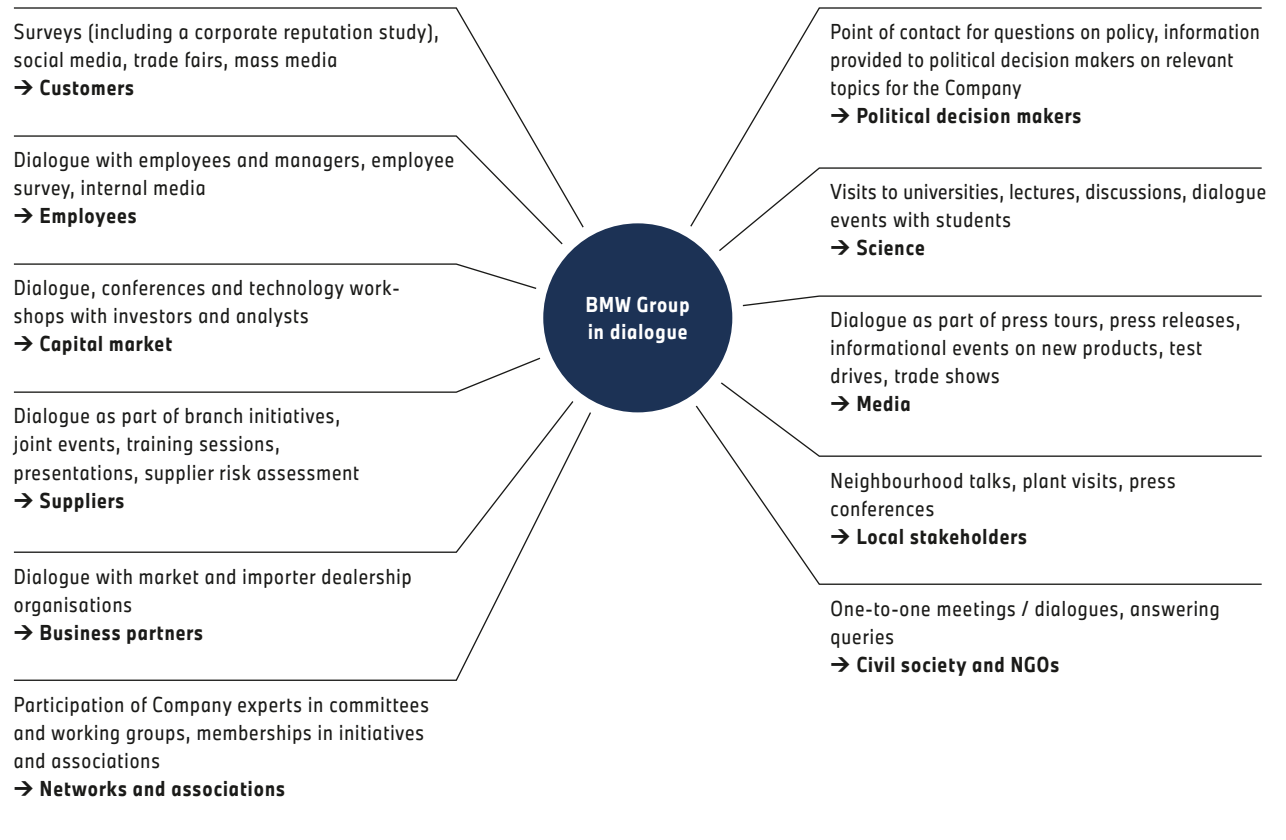 Surveys (including a corporate reputation study),
social media, trade fairs, mass media
→ Customers
Dialogue with employees and managers, employee
survey, internal media
→ Employees
Dialogue, conferences and technology work-
shops with investors and analysts
→ Capital market
Dialogue as part of branch initiatives,
joint events, training sessions,
presentations, supplier risk assessment
→ Suppliers
Dialogue with market and importer dealership
organisations
→ Business partners
Participation of Company experts in committees
and working groups, memberships in initiatives
and associations
→ Networks and associations
BMW Group
in dialogue
Point of contact for questions on policy, information
provided to political decision makers on relevant
topics for the Company
→ Political decision makers
Visits to universities, lectures, discussions, dialogue
events with students
→ Science
Dialogue as part of press tours, press releases,
informational events on new products, test
drives, trade shows
→ Media
Neighbourhood talks, plant visits, press
conferences
→ Local stakeholders
One-to-one meetings / dialogues, answering
queries
→ Civil society and NGOs